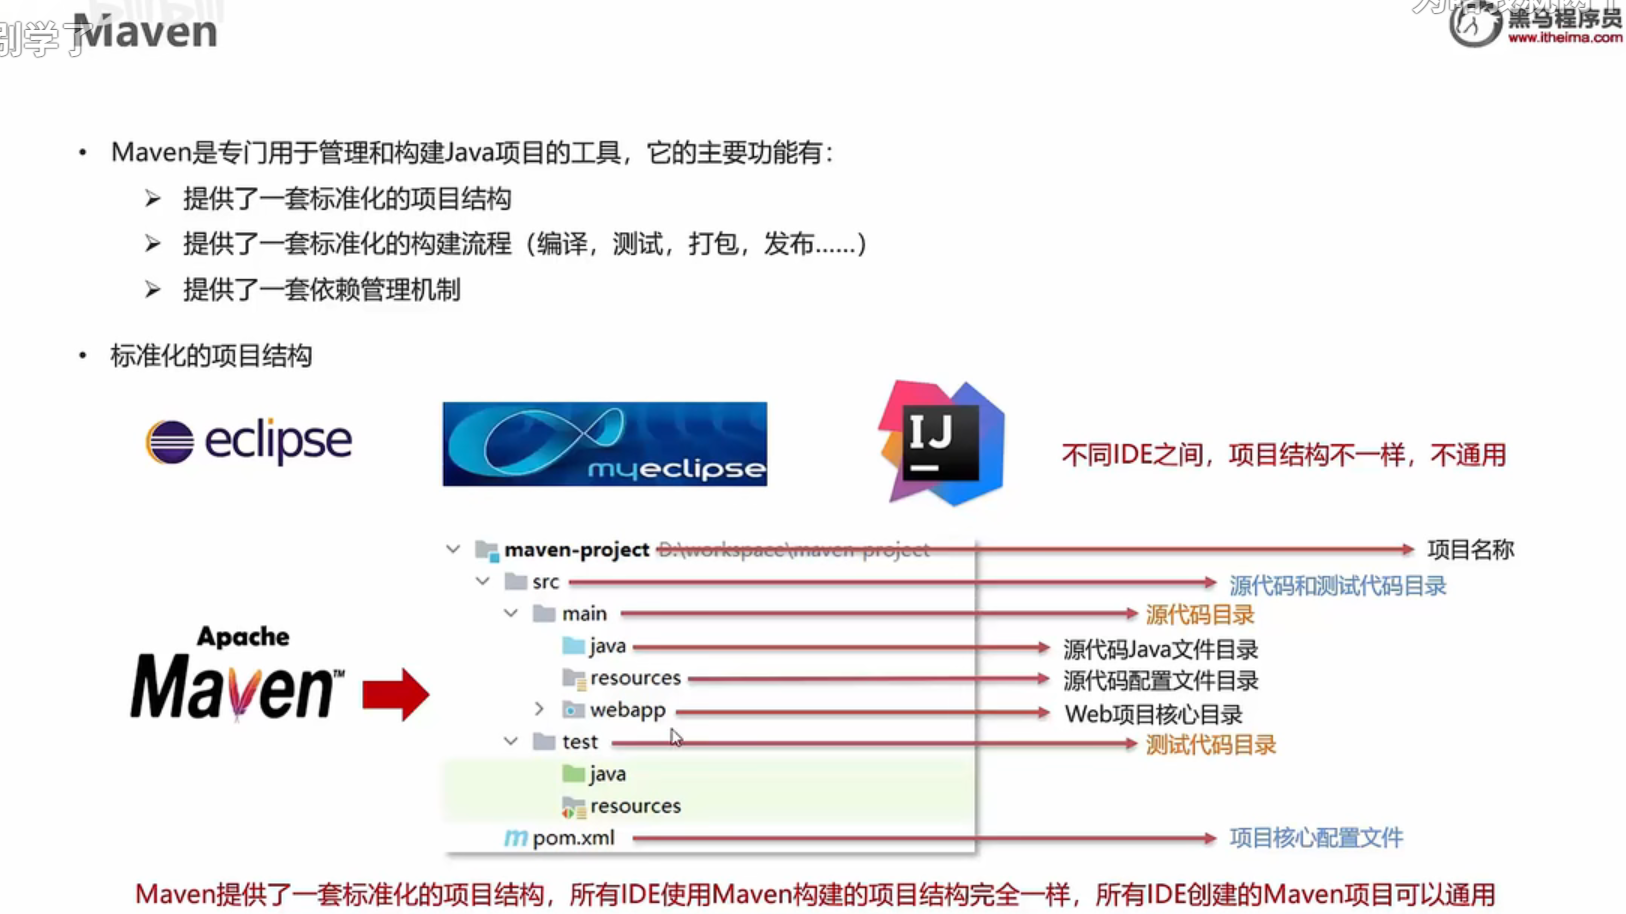 别学了
Maven
黑马程序员
www.itheima.com
• Maven是专门用于管理和构建Java项目的工具，它的主要功能有：
➢ 提供了一套标准化的项目结构
➢ 提供了一套标准化的构建流程（编译，测试，打包，发布……）
➢ 提供了一套依赖管理机制
• 标准化的项目结构
eclipse
myeclipse
IJ
不同IDE之间，项目结构不一样，不通用
maven-project D:\workspace\maven-project 项目名称
src 源代码和测试代码目录
main 源代码目录
java 源代码Java文件目录
resources 源代码配置文件目录
webapp Web项目核心目录
test 测试代码目录
java
resources
pom.xml 项目核心配置文件
Apache
Maven™
Maven提供了一套标准化的项目结构，所有IDE使用Maven构建的项目结构完全一样，所有IDE创建的Maven项目可以通用